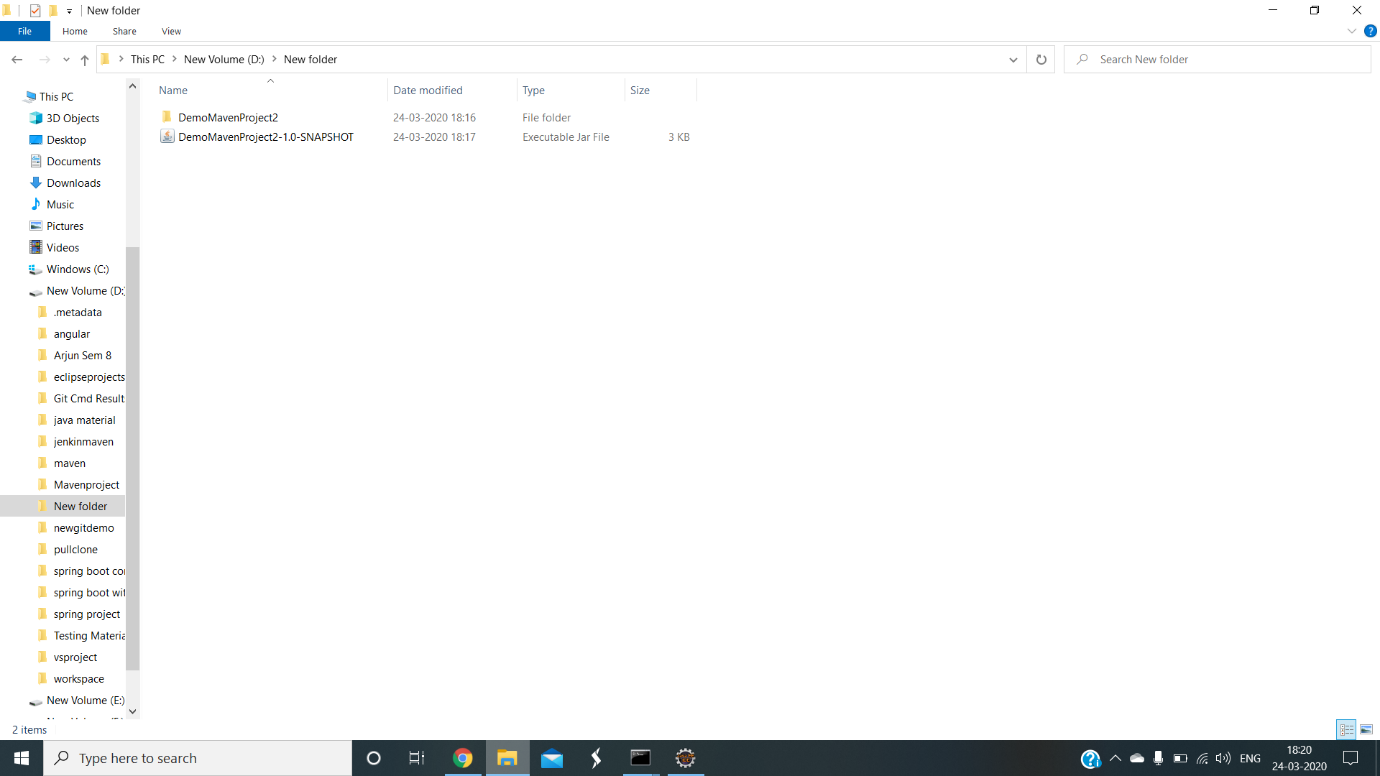 New folder
File Home Share View
This PC New Volume (D:) New folder
Search New folder
Name Date modified Type Size
DemoMavenProject2 24-03-2020 18:16 File folder
DemoMavenProject2-1.0-SNAPSHOT 24-03-2020 18:17 Executable Jar File 3 KB
This PC
3D Objects
Desktop
Documents
Downloads
Music
Pictures
Videos
Windows (C:)
New Volume (D:
.metadata
angular
Arjun Sem 8
eclipseprojects
Git Cmd Result
java material
jenkinmaven
maven
Mavenproject
New folder
newgitdemo
pullclone
spring boot co
spring boot wit
spring project
Testing Materia
vsproject
workspace
New Volume (E:)
2 items
Type here to search
ENG
18:20
24-03-2020